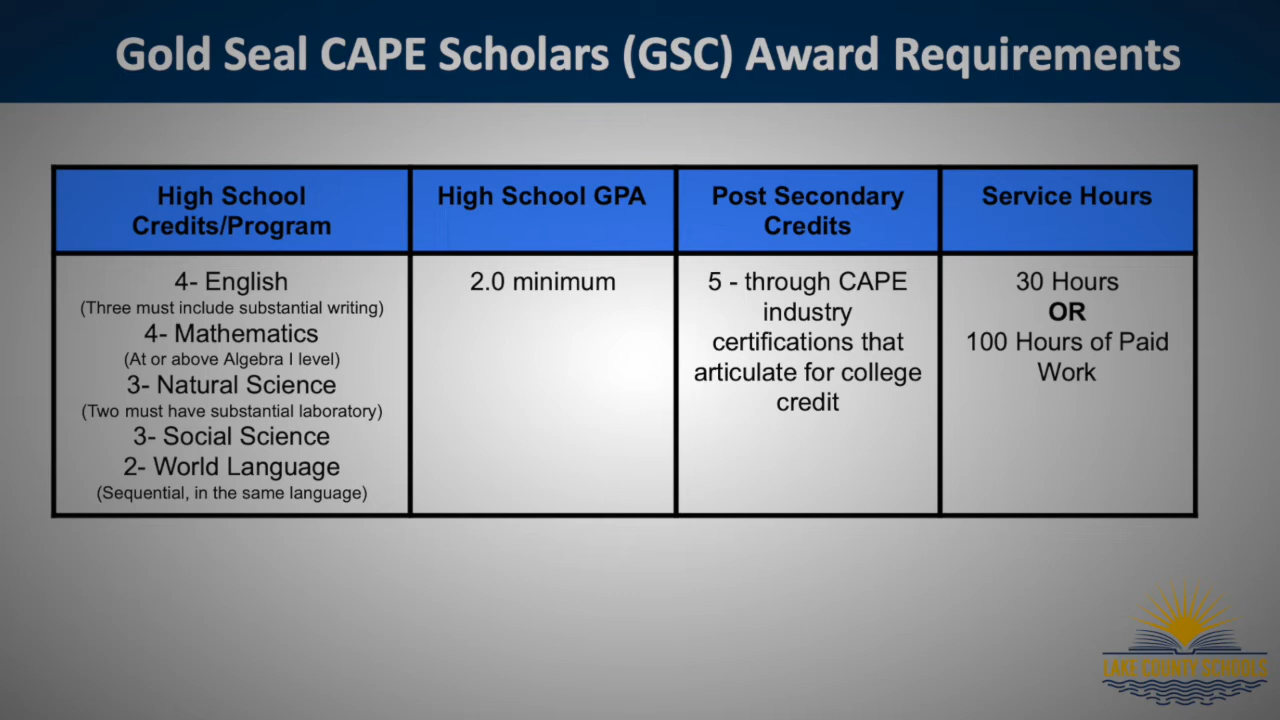 Gold Seal CAPE Scholars (GSC) Award Requirements
High School
Credits/Program
High School GPA
Post Secondary
Credits
Service Hours
4- English
(Three must include substantial writing)
4- Mathematics
(At or above Algebra I level)
3- Natural Science
(Two must have substantial laboratory)
3- Social Science
2- World Language
(Sequential, in the same language)
2.0 minimum
5 - through CAPE
industry
certifications that
articulate for college
credit
30 Hours
OR
100 Hours of Paid
Work
LAKE COUNTY SCHOOLS